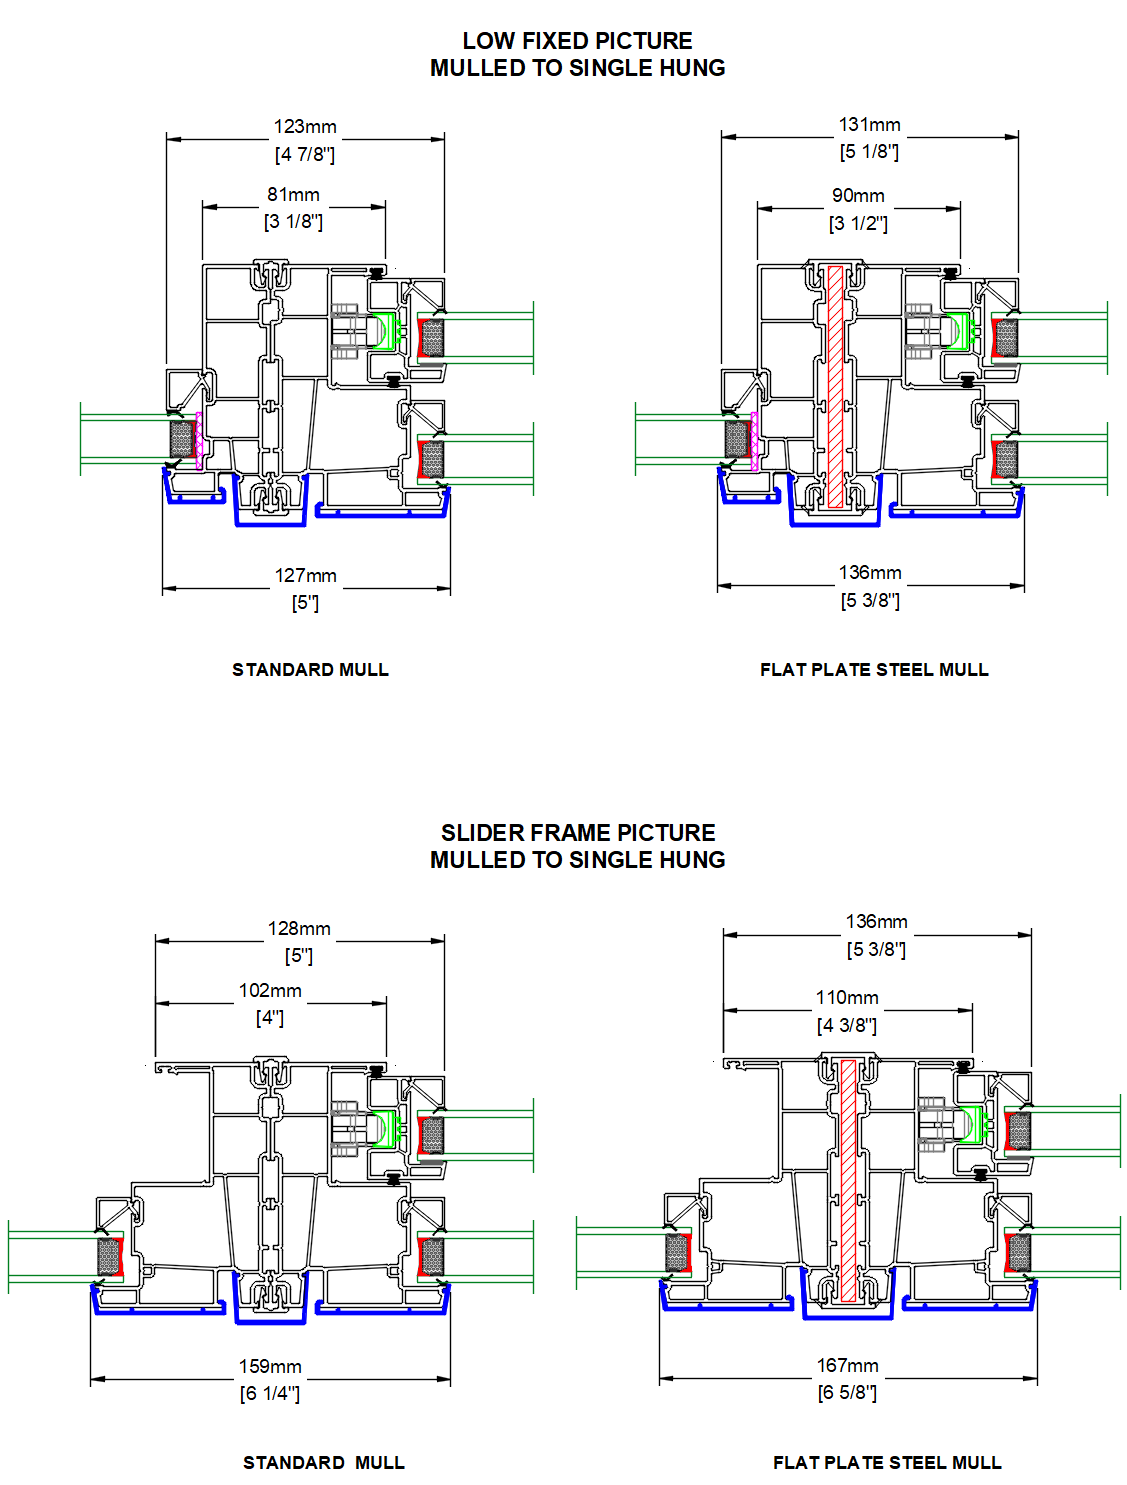 LOW FIXED PICTURE
MULLED TO SINGLE HUNG
123mm
[4 7/8"]
81mm
[3 1/8"]
127mm
[5"]
STANDARD MULL
131mm
[5 1/8"]
90mm
[3 1/2"]
136mm
[5 3/8"]
FLAT PLATE STEEL MULL
SLIDER FRAME PICTURE
MULLED TO SINGLE HUNG
128mm
[5"]
102mm
[4"]
159mm
[6 1/4"]
STANDARD MULL
136mm
[5 3/8"]
110mm
[4 3/8"]
167mm
[6 5/8"]
FLAT PLATE STEEL MULL